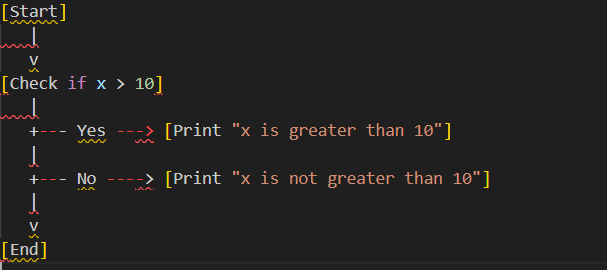 [Start]
|
v
[Check if x > 10]
|
+--- Yes ---> [Print "x is greater than 10"]
|
+--- No ----> [Print "x is not greater than 10"]
|
v
[End]